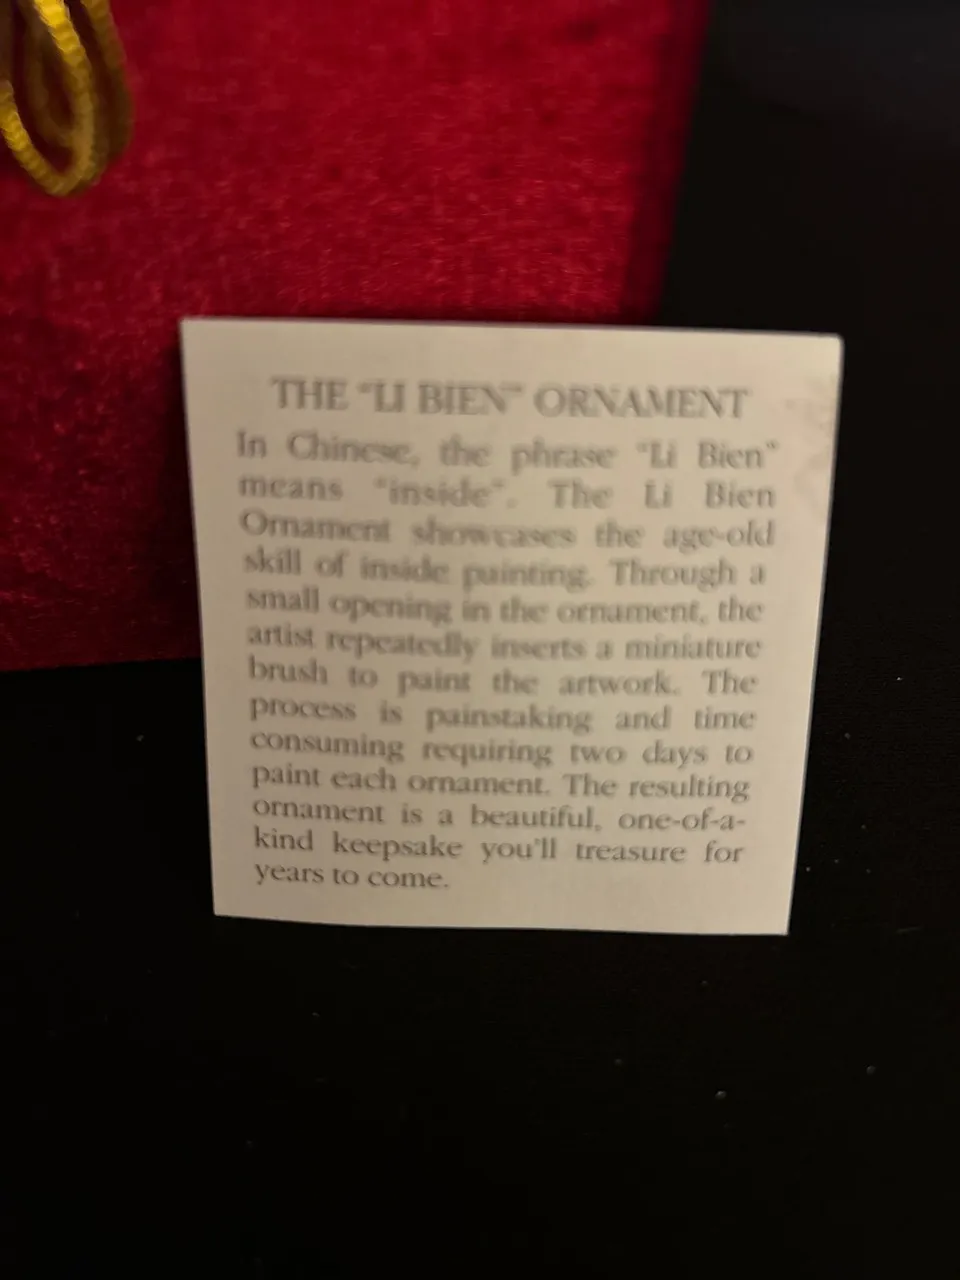 THE "LI BIEN" ORNAMENT
In Chinese, the phrase "Li Bien"
means "inside". The Li Bien
Ornament showcases the age-old
skill of inside painting. Through a
small opening in the ornament, the
artist repeatedly inserts a miniature
brush to paint the artwork. The
process is painstaking and time
consuming requiring two days to
paint each ornament. The resulting
ornament is a beautiful, one-of-a-
kind keepsake you'll treasure for
years to come.